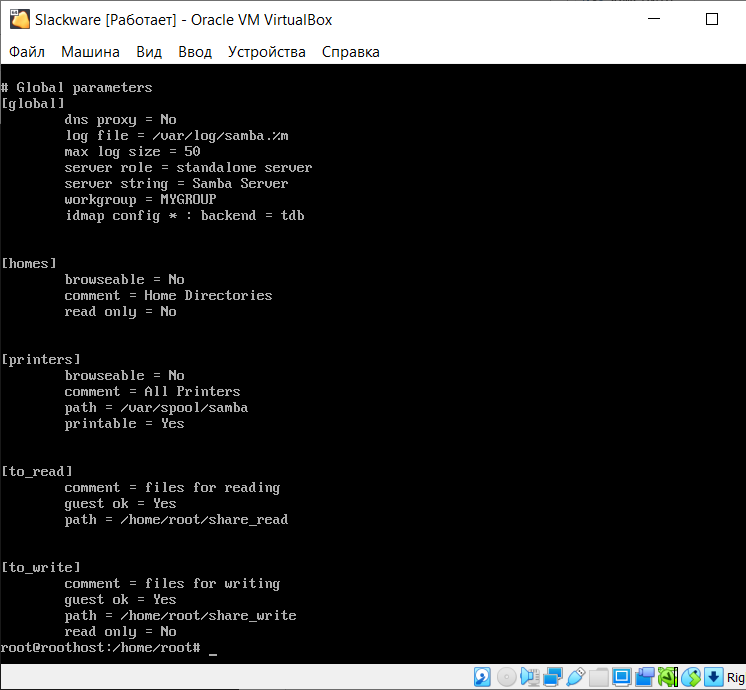 Slackware [Работает] - Oracle VM VirtualBox
Файл Машина Вид Ввод Устройства Справка
# Global parameters
[global]
dns proxy = No
log file = /var/log/samba.%m
max log size = 50
server role = standalone server
server string = Samba Server
workgroup = MYGROUP
idmap config * : backend = tdb
[homes]
browseable = No
comment = Home Directories
read only = No
[printers]
browseable = No
comment = All Printers
path = /var/spool/samba
printable = Yes
[to_read]
comment = files for reading
guest ok = Yes
path = /home/root/share_read
[to_write]
comment = files for writing
guest ok = Yes
path = /home/root/share_write
read only = No
root@roothost:/home/root# _
Rig